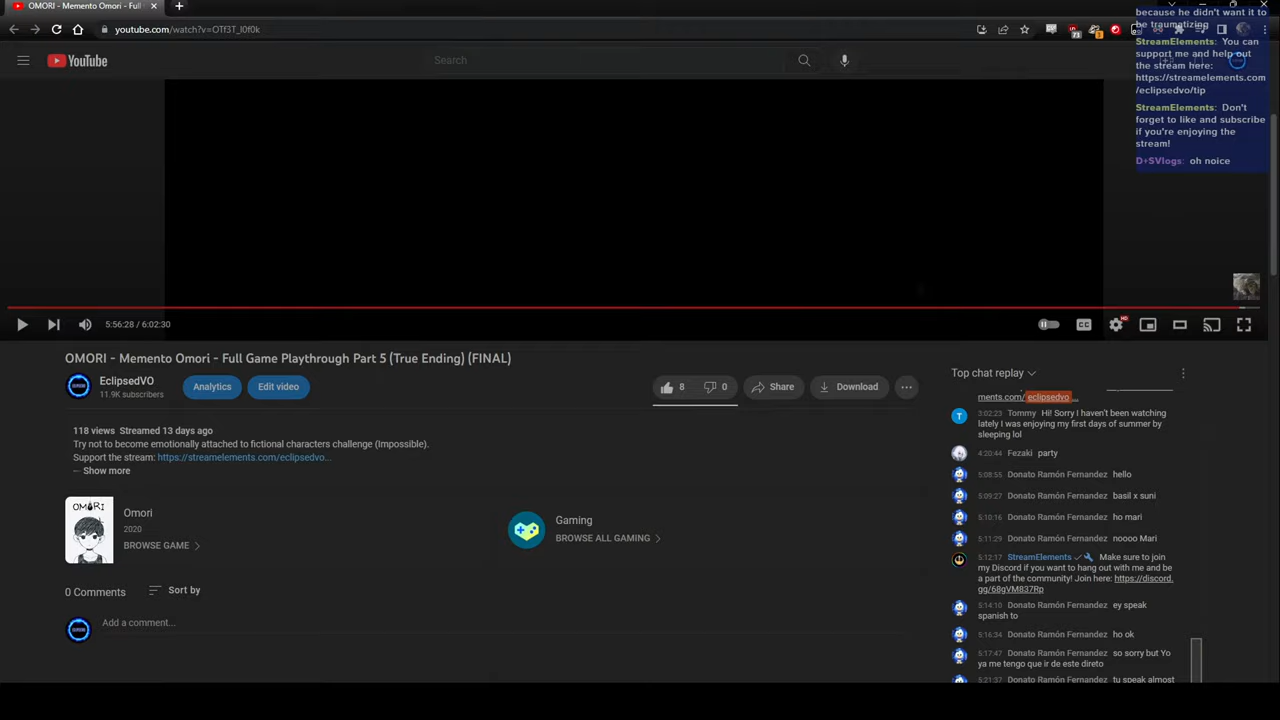 OMORI - Memento Omori - Full
youtube.com/watch?v=OTf3T_l0f0k
YouTube
Search
because he didn't want it to
be traumatizing
StreamElements: You can
support me and help out
the stream here:
https://streamelements.com
/eclipsedvo/tip
StreamElements: Don't
forget to like and subscribe
if you're enjoying the
stream!
D+SVlogs: oh noice
5:56:28 / 6:02:30
CC
HD
OMORI - Memento Omori - Full Game Playthrough Part 5 (True Ending) (FINAL)
EclipsedVO
11.9K subscribers
Analytics
Edit video
8
0
Share
Download
118 views Streamed 13 days ago
Try not to become emotionally attached to fictional characters challenge (Impossible).
Support the stream: https://streamelements.com/eclipsedvo...
Show more
OMORI
Omori
2020
BROWSE GAME
Gaming
BROWSE ALL GAMING
0 Comments
Sort by
Add a comment...
Top chat replay
ments.com/eclipsedvo...
3:02:23 Tommy Hi! Sorry I haven't been watching
lately I was enjoying my first days of summer by
sleeping lol
4:20:44 Fezaki party
5:08:55 Donato Ramón Fernandez hello
5:09:27 Donato Ramón Fernandez basil x suni
5:10:16 Donato Ramón Fernandez ho mari
5:11:29 Donato Ramón Fernandez noooo Mari
5:12:17 StreamElements Make sure to join
my Discord if you want to hang out with me and be
a part of the community! Join here: https://discord.
gg/68gVM837Rp
5:14:10 Donato Ramón Fernandez ey speak
spanish to
5:16:34 Donato Ramón Fernandez ho ok
5:17:47 Donato Ramón Fernandez so sorry but Yo
ya me tengo que ir de este direto
5:21:37 Donato Ramón Fernandez tu speak almost